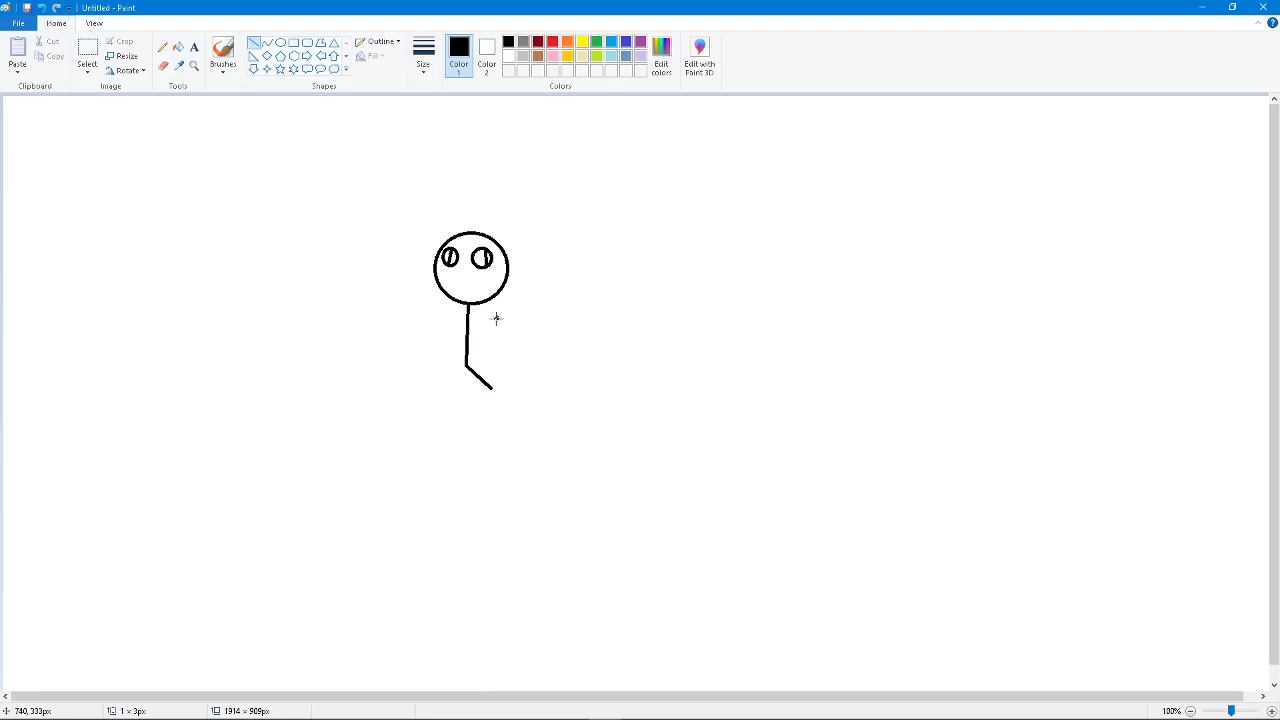 Untitled - Paint
File Home View
Paste
Cut
Copy
Clipboard
Select
Crop
Resize
Rotate
Image
A
Tools
Brushes
Outline
Fill
Shapes
Size
Color 1
Color 2
Edit colors
Colors
Edit with Paint 3D
740, 333px
1 × 3px
1914 × 909px
100%